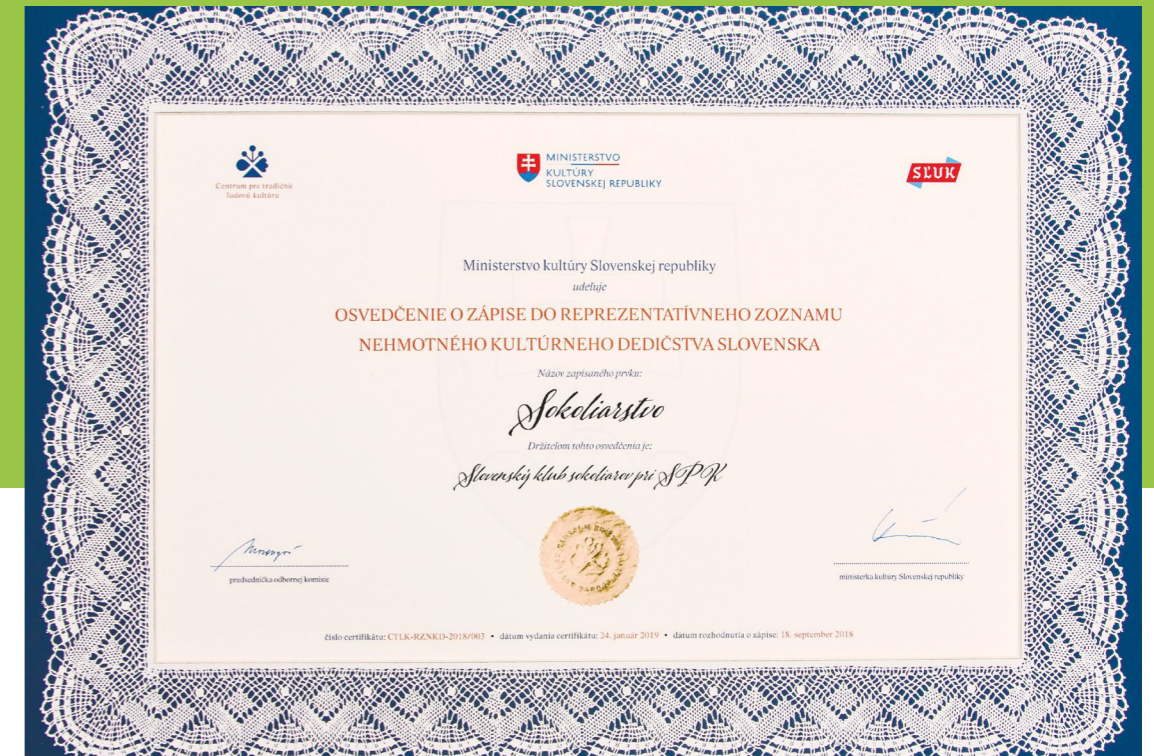 Centrum pre tradičnú
ľudovú kultúru
MINISTERSTVO
KULTÚRY
SLOVENSKEJ REPUBLIKY
SĽUK
Ministerstvo kultúry Slovenskej republiky
udeľuje
OSVEDČENIE O ZÁPISE DO REPREZENTATÍVNEHO ZOZNAMU
NEHMOTNÉHO KULTÚRNEHO DEDIČSTVA SLOVENSKA
Názov zapísaného prvku:
Sokoliarstvo
Držiteľom tohto osvedčenia je:
Slovenský klub sokoliarov pri SPK
predsedníčka odbornej komisie
ministerka kultúry Slovenskej republiky
číslo certifikátu: CTLK-RZNKD-2018/003 • dátum vydania certifikátu: 24. január 2019 • dátum rozhodnutia o zápise: 18. september 2018